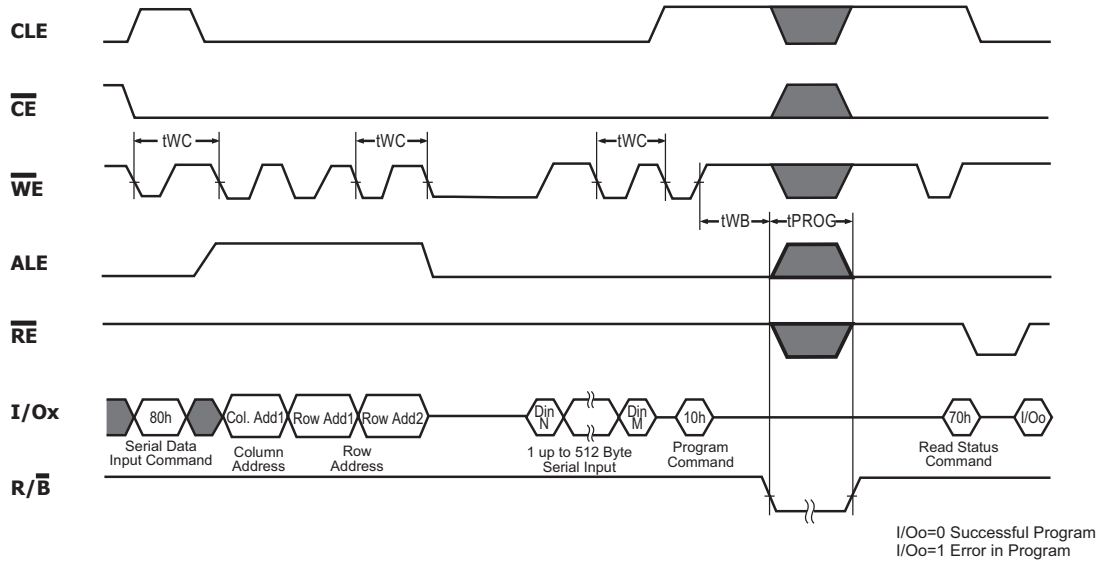 CLE
CE
tWC
tWC
tWC
WE
tWB
tPROG
ALE
RE
I/Ox
80h
Col. Add1
Row Add1
Row Add2
Din
N
Din
M
10h
70h
I/Oo
Serial Data
Input Command
Column
Address
Row
Address
1 up to 512 Byte
Serial Input
Program
Command
Read Status
Command
R/B
I/Oo=0 Successful Program
I/Oo=1 Error in Program